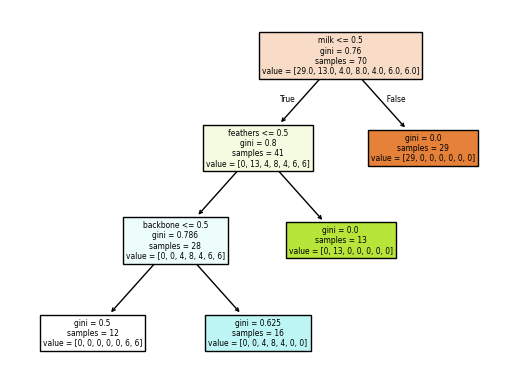 milk <= 0.5
gini = 0.76
samples = 70
value = [29.0, 13.0, 4.0, 8.0, 4.0, 6.0, 6.0]
True
False
feathers <= 0.5
gini = 0.8
samples = 41
value = [0, 13, 4, 8, 4, 6, 6]
gini = 0.0
samples = 29
value = [29, 0, 0, 0, 0, 0, 0]
backbone <= 0.5
gini = 0.786
samples = 28
value = [0, 0, 4, 8, 4, 6, 6]
gini = 0.0
samples = 13
value = [0, 13, 0, 0, 0, 0, 0]
gini = 0.5
samples = 12
value = [0, 0, 0, 0, 0, 6, 6]
gini = 0.625
samples = 16
value = [0, 0, 4, 8, 4, 0, 0]